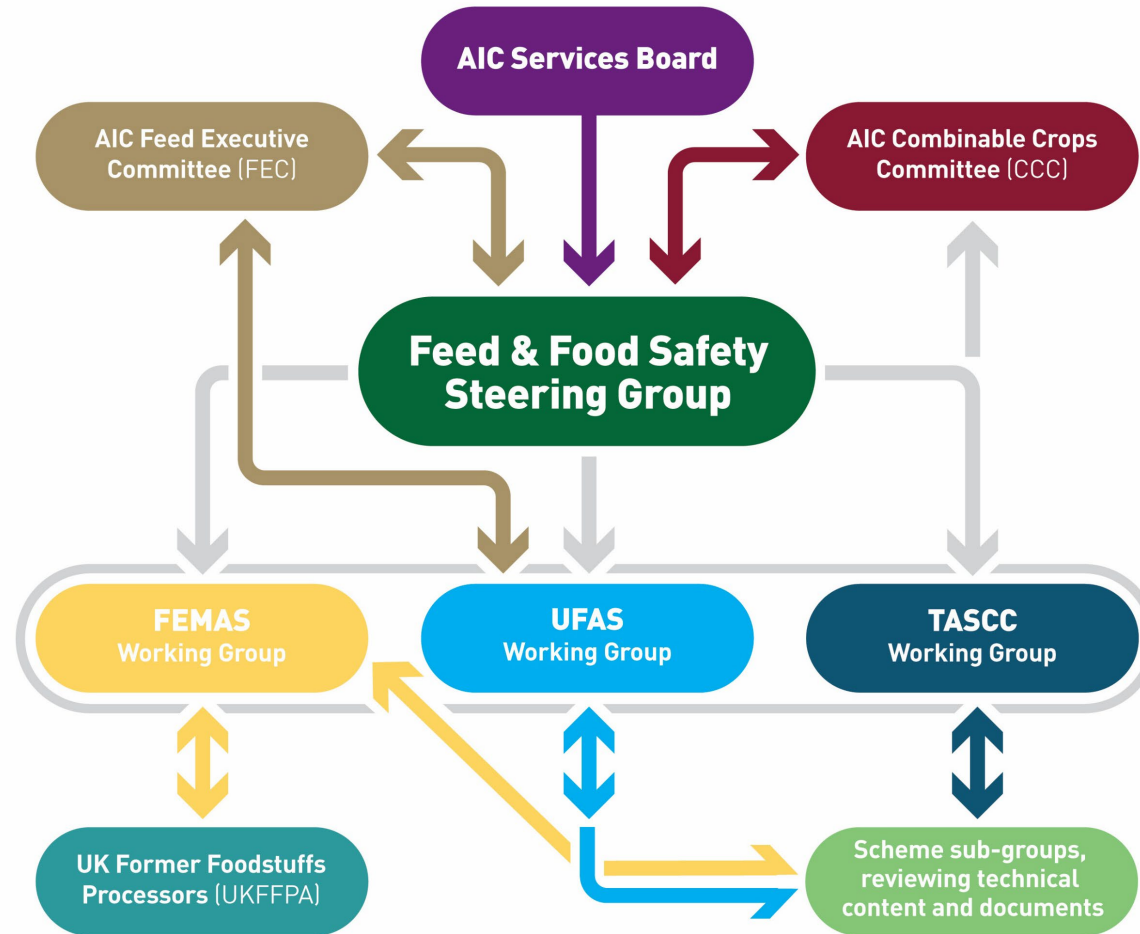 AIC Services Board
AIC Feed Executive
Committee (FEC)
AIC Combinable Crops
Committee (CCC)
Feed & Food Safety
Steering Group
FEMAS
Working Group
UFAS
Working Group
TASCC
Working Group
UK Former Foodstuffs
Processors (UKFFPA)
Scheme sub-groups,
reviewing technical
content and documents